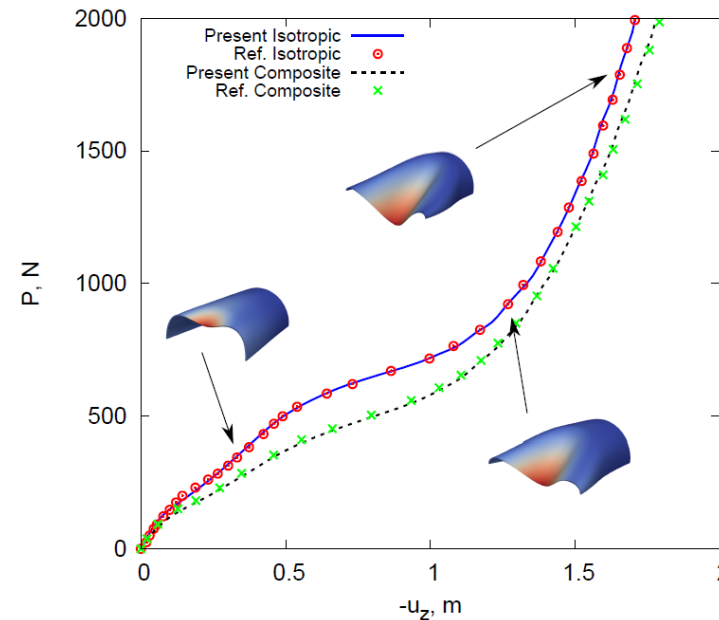 2000
Present Isotropic
Ref. Isotropic
Present Composite
Ref. Composite
1500
P, N
1000
500
0
0
0.5
1
1.5
2
-u_z, m